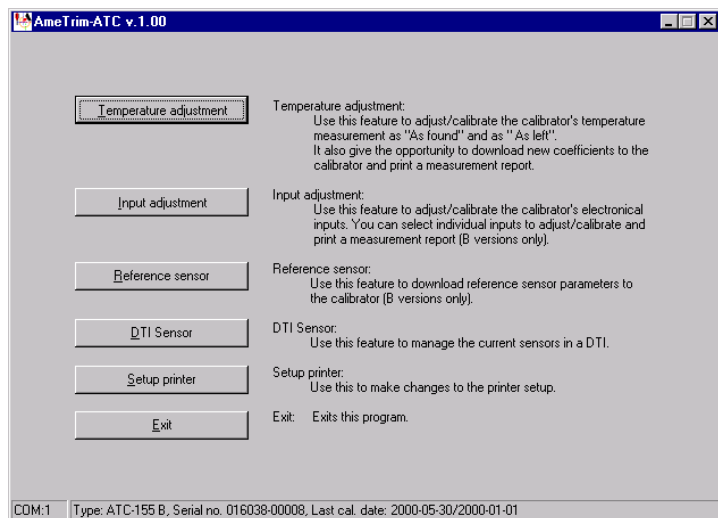 AmeTrim-ATC v.1.00
Temperature adjustment
Temperature adjustment:
Use this feature to adjust/calibrate the calibrator's temperature
measurement as "As found" and as " As left".
It also give the opportunity to download new coefficients to the
calibrator and print a measurement report.
Input adjustment
Input adjustment:
Use this feature to adjust/calibrate the calibrator's electronical
inputs. You can select individual inputs to adjust/calibrate and
print a measurement report (B versions only).
Reference sensor
Reference sensor:
Use this feature to download reference sensor parameters to
the calibrator (B versions only).
DTI Sensor
DTI Sensor:
Use this feature to manage the current sensors in a DTI.
Setup printer
Setup printer:
Use this to make changes to the printer setup.
Exit
Exit: Exits this program.
COM:1 Type: ATC-155 B, Serial no. 016038-00008, Last cal. date: 2000-05-30/2000-01-01